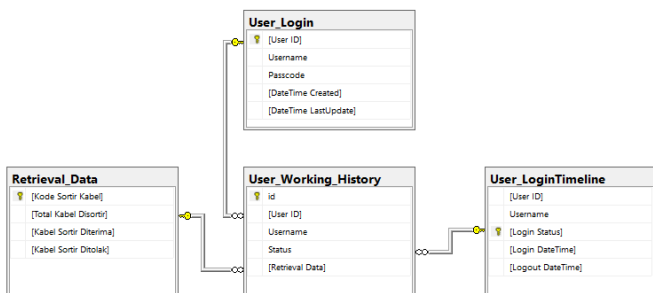 User_Login
[User ID]
Username
Passcode
[DateTime Created]
[DateTime LastUpdate]
Retrieval_Data
[Kode Sortir Kabel]
[Total Kabel Disortir]
[Kabel Sortir Diterima]
[Kabel Sortir Ditolak]
User_Working_History
id
[User ID]
Username
Status
[Retrieval Data]
User_LoginTimeline
[User ID]
Username
[Login Status]
[Login DateTime]
[Logout DateTime]